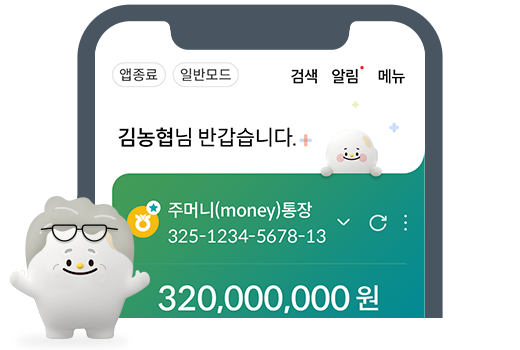 앱종료 일반모드 검색 알림 메뉴
김농협님 반갑습니다.
주머니(money)통장
325-1234-5678-13
320,000,000 원